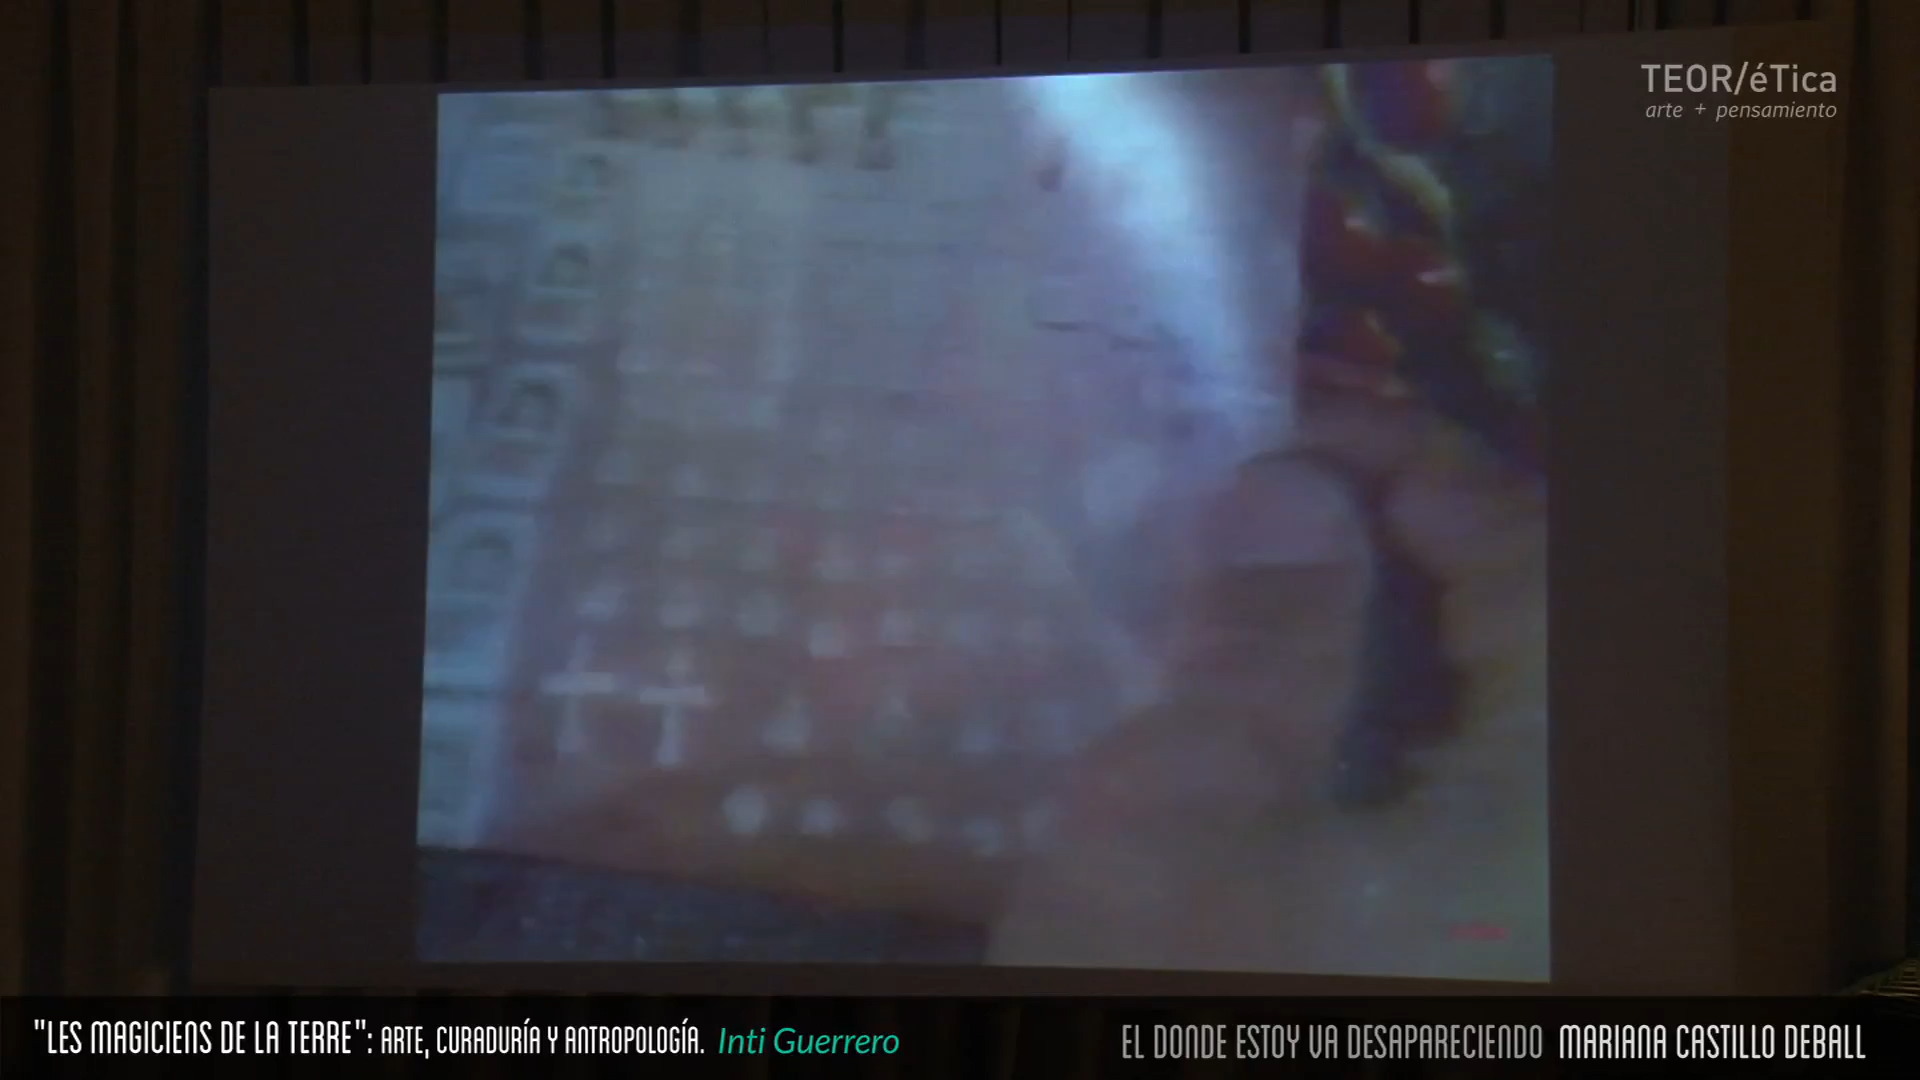 TEOR/éTica
arte + pensamiento
"LES MAGICIENS DE LA TERRE": ARTE, CURADURÍA Y ANTROPOLOGÍA. Inti Guerrero
EL DONDE ESTOY VA DESAPARECIENDO MARIANA CASTILLO DEBALL